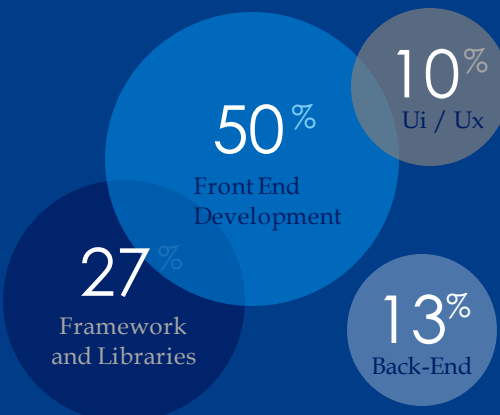 10%
Ui / Ux
50%
Front End
Development
27%
Framework
and Libraries
13%
Back-End